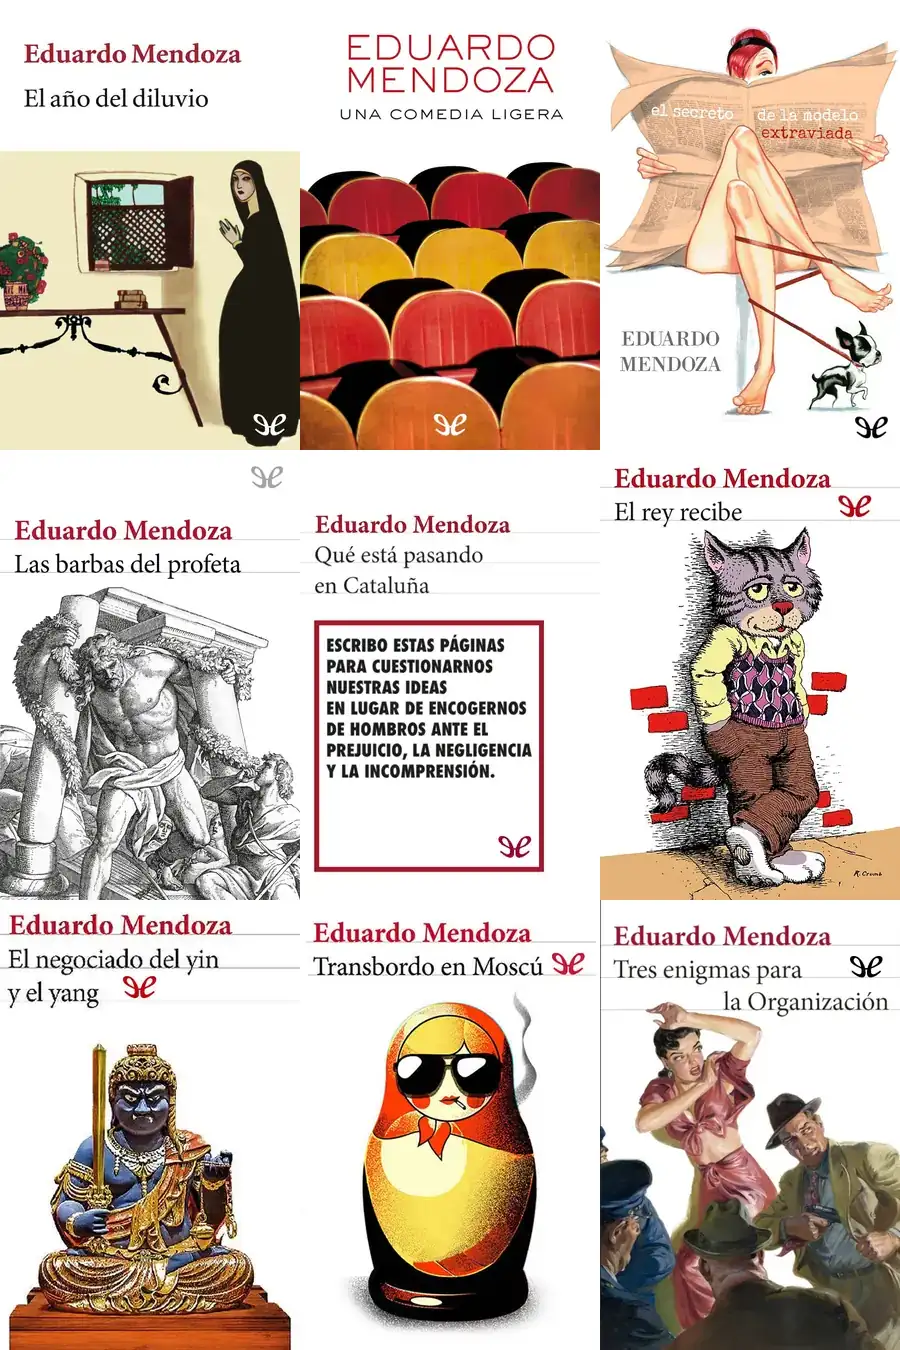 Eduardo Mendoza
El año del diluvio
EDUARDO
MENDOZA
UNA COMEDIA LIGERA
el secreto de la modelo
extraviada
EDUARDO
MENDOZA
Eduardo Mendoza
Las barbas del profeta
Eduardo Mendoza
Qué está pasando
en Cataluña
ESCRIBO ESTAS PÁGINAS
PARA CUESTIONARNOS
NUESTRAS IDEAS
EN LUGAR DE ENCOGERNOS
DE HOMBROS ANTE EL
PREJUICIO, LA NEGLIGENCIA
Y LA INCOMPRENSIÓN.
Eduardo Mendoza
El rey recibe
R. Crumb
Eduardo Mendoza
El negociado del yin
y el yang
Eduardo Mendoza
Transbordo en Moscú
Eduardo Mendoza
Tres enigmas para
la Organización